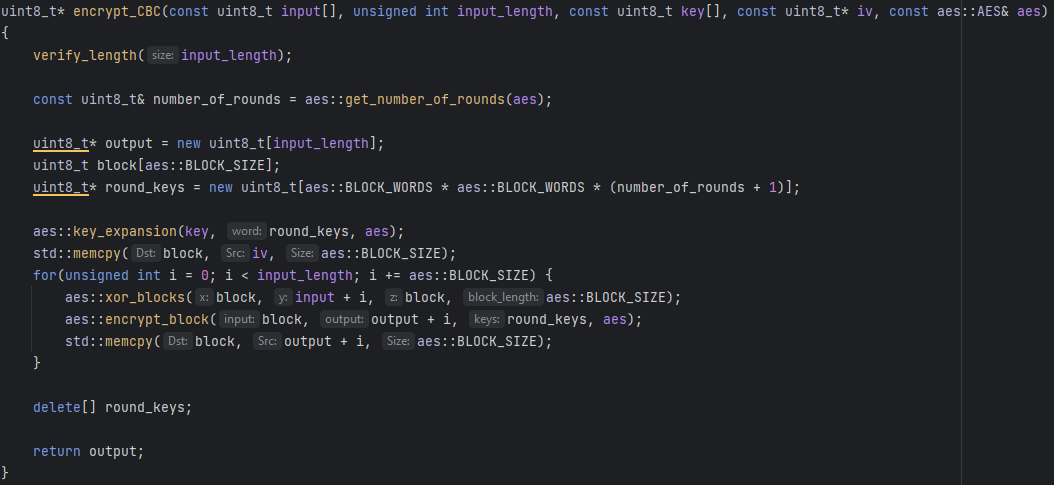 uint8_t* encrypt_CBC(const uint8_t input[], unsigned int input_length, const uint8_t key[], const uint8_t* iv, const aes::AES& aes)
{
    verify_length( size: input_length);

    const uint8_t& number_of_rounds = aes::get_number_of_rounds(aes);

    uint8_t* output = new uint8_t[input_length];
    uint8_t block[aes::BLOCK_SIZE];
    uint8_t* round_keys = new uint8_t[aes::BLOCK_WORDS * aes::BLOCK_WORDS * (number_of_rounds + 1)];

    aes::key_expansion(key, word: round_keys, aes);
    std::memcpy( Dst: block, Src: iv, Size: aes::BLOCK_SIZE);
    for(unsigned int i = 0; i < input_length; i += aes::BLOCK_SIZE) {
        aes::xor_blocks( x: block, y: input + i, z: block, block_length: aes::BLOCK_SIZE);
        aes::encrypt_block( input: block, output: output + i, keys: round_keys, aes);
        std::memcpy( Dst: block, Src: output + i, Size: aes::BLOCK_SIZE);
    }

    delete[] round_keys;

    return output;
}